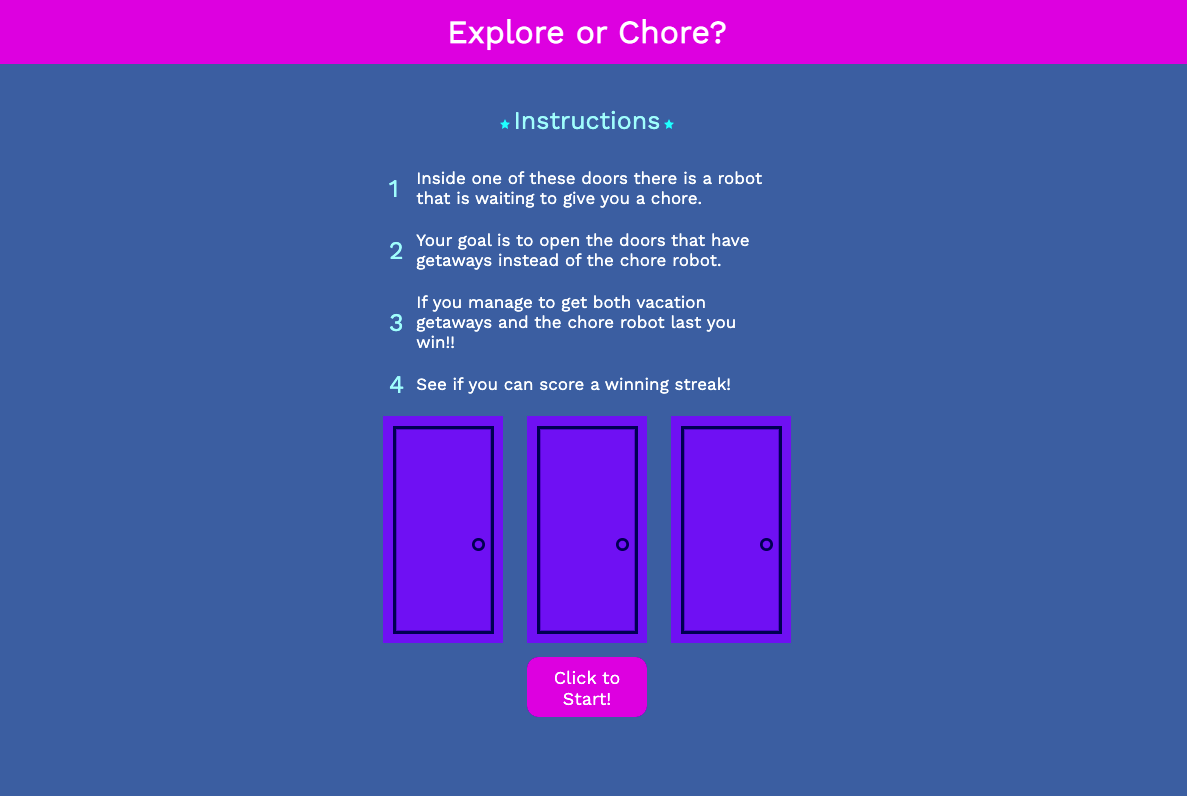 Explore or Chore?
Instructions
1
Inside one of these doors there is a robot
that is waiting to give you a chore.
2
Your goal is to open the doors that have
getaways instead of the chore robot.
3
If you manage to get both vacation
getaways and the chore robot last you
win!!
4
See if you can score a winning streak!
Click to
Start!